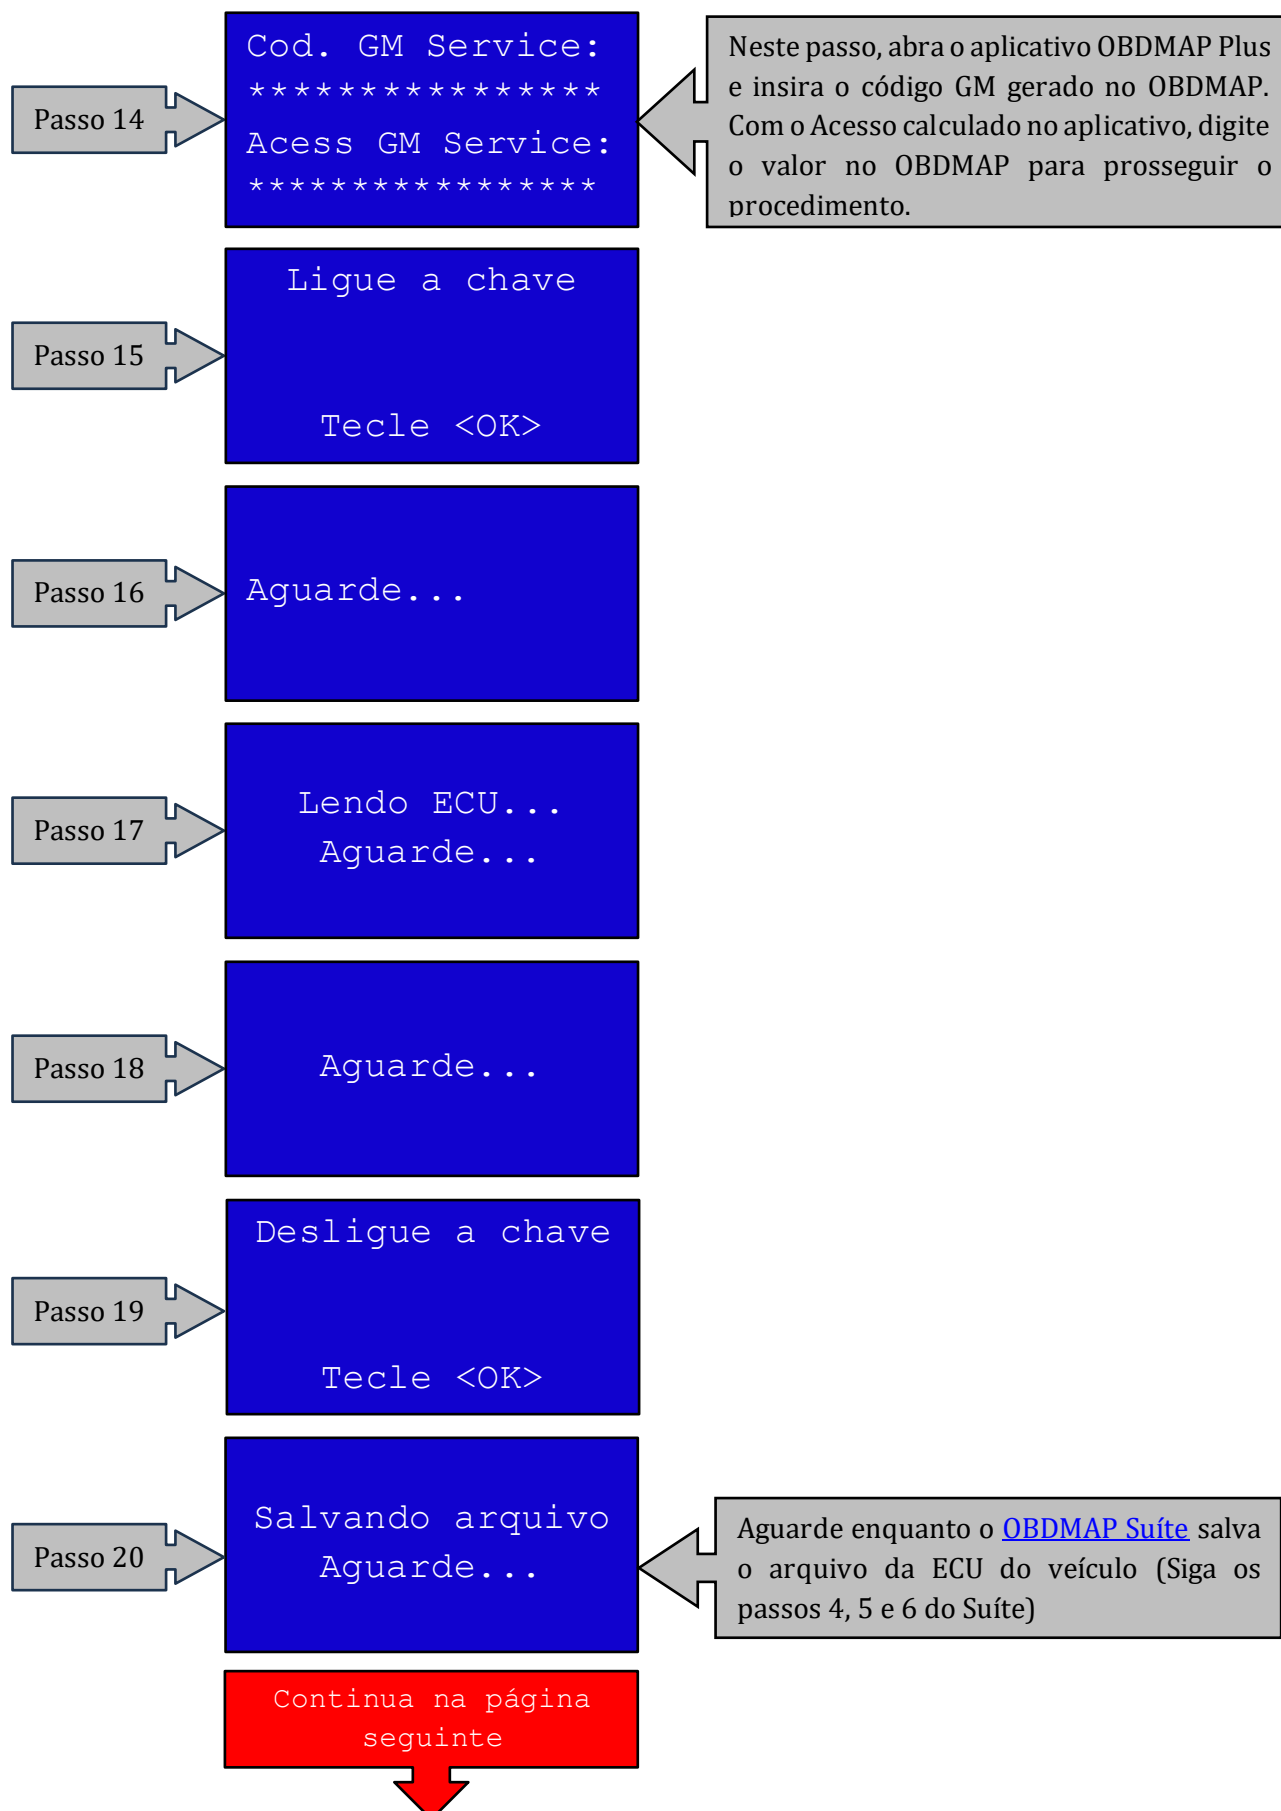 Passo 14
Cod. GM Service:
****************
Acess GM Service:
*****************
Neste passo, abra o aplicativo OBDMAP Plus
e insira o código GM gerado no OBDMAP.
Com o Acesso calculado no aplicativo, digite
o valor no OBDMAP para prosseguir o
procedimento.
Passo 15
Ligue a chave
Tecle <OK>
Passo 16
Aguarde...
Passo 17
Lendo ECU...
Aguarde...
Passo 18
Aguarde...
Passo 19
Desligue a chave
Tecle <OK>
Passo 20
Salvando arquivo
Aguarde...
Aguarde enquanto o OBDMAP Suíte salva
o arquivo da ECU do veículo (Siga os
passos 4, 5 e 6 do Suíte)
Continua na página
seguinte